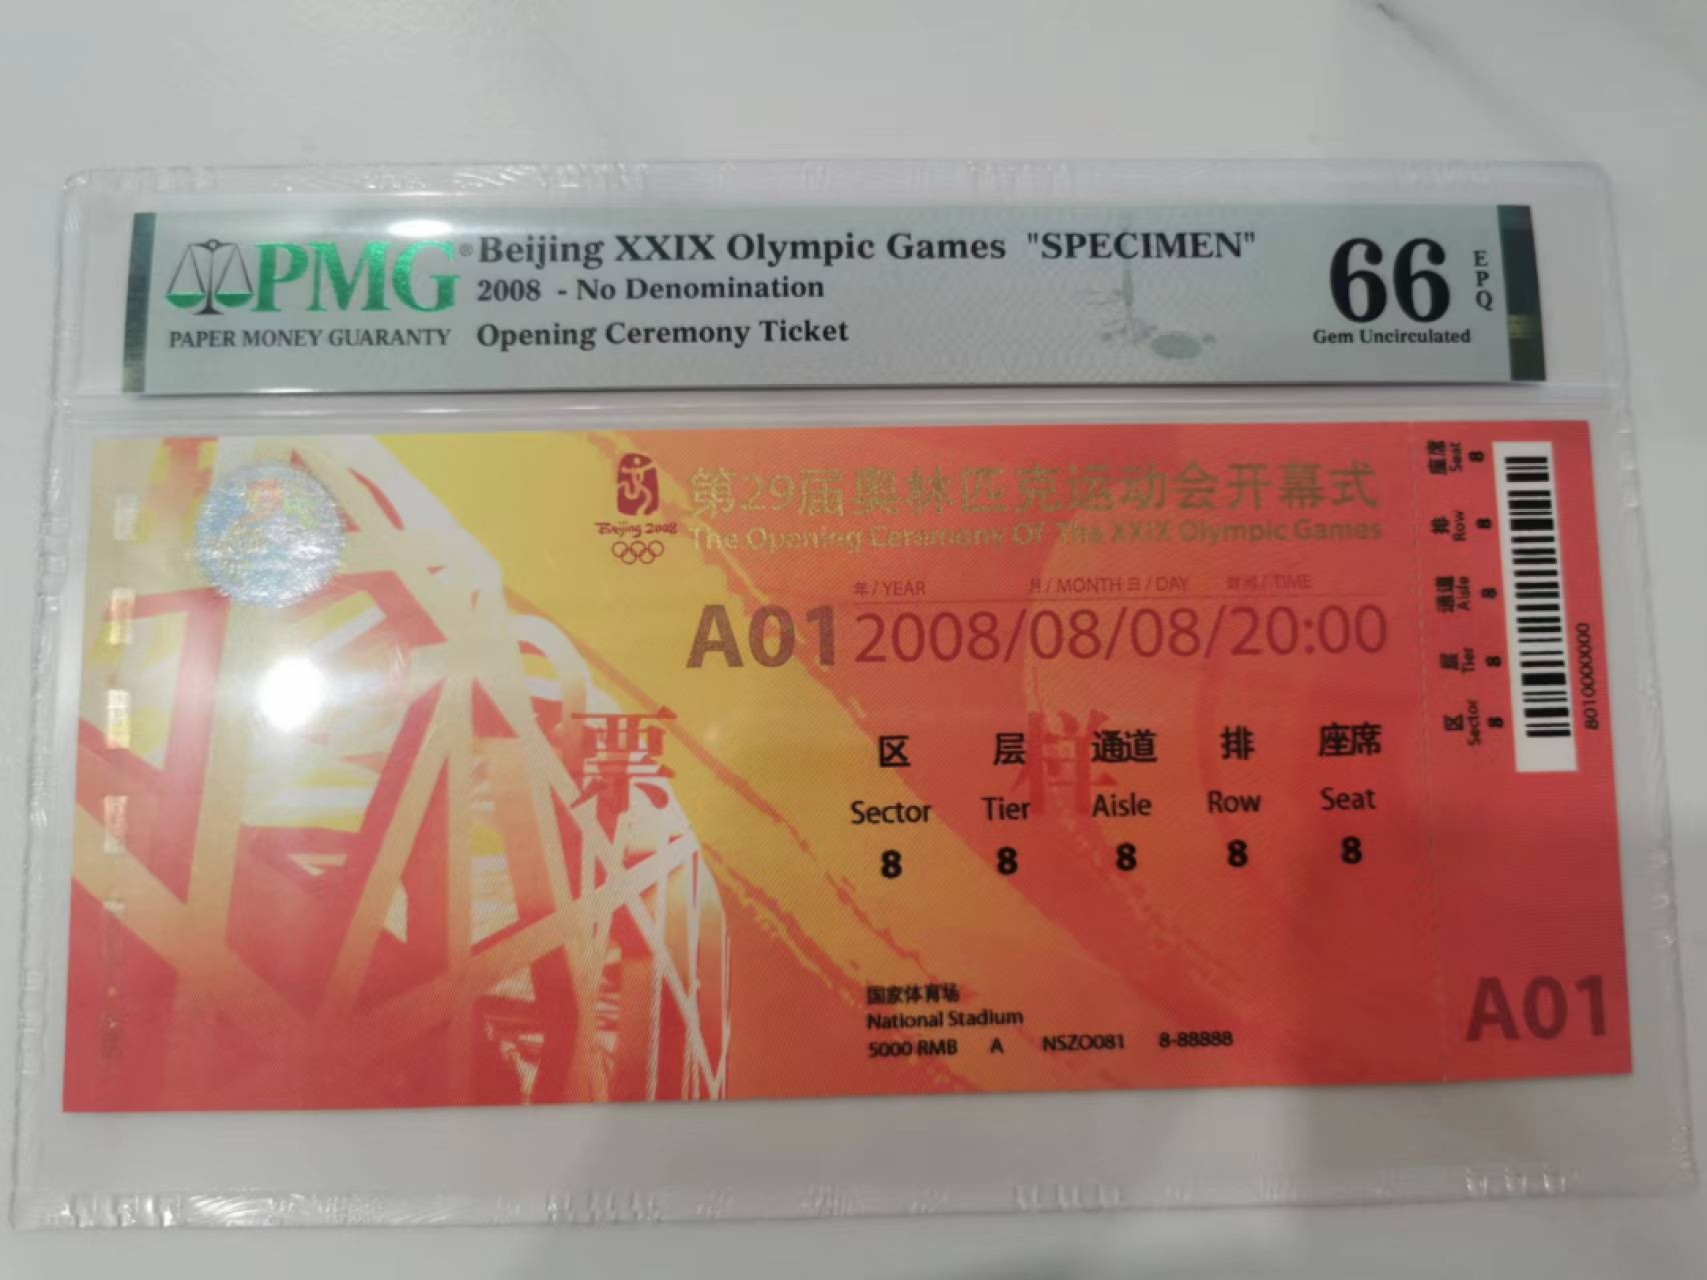 PMG® Beijing XXIX Olympic Games "SPECIMEN"
2008 - No Denomination
PAPER MONEY GUARANTY
Opening Ceremony Ticket
66
EPQ
Gem Uncirculated
Beijing 2008
第29届奥林匹克运动会开幕式
The Opening Ceremony Of The XXIX Olympic Games
年/YEAR 月/MONTH 日/DAY 时间/TIME
A01 2008/08/08/20:00
票 样
区 层 通道 排 座席
Sector Tier Aisle Row Seat
8 8 8 8 8
国家体育场
National Stadium
5000 RMB A NSZO081 8-88888
区 层 通道 排 座席
Sector Tier Aisle Row Seat
8 8 8 8 8
801000000
A01